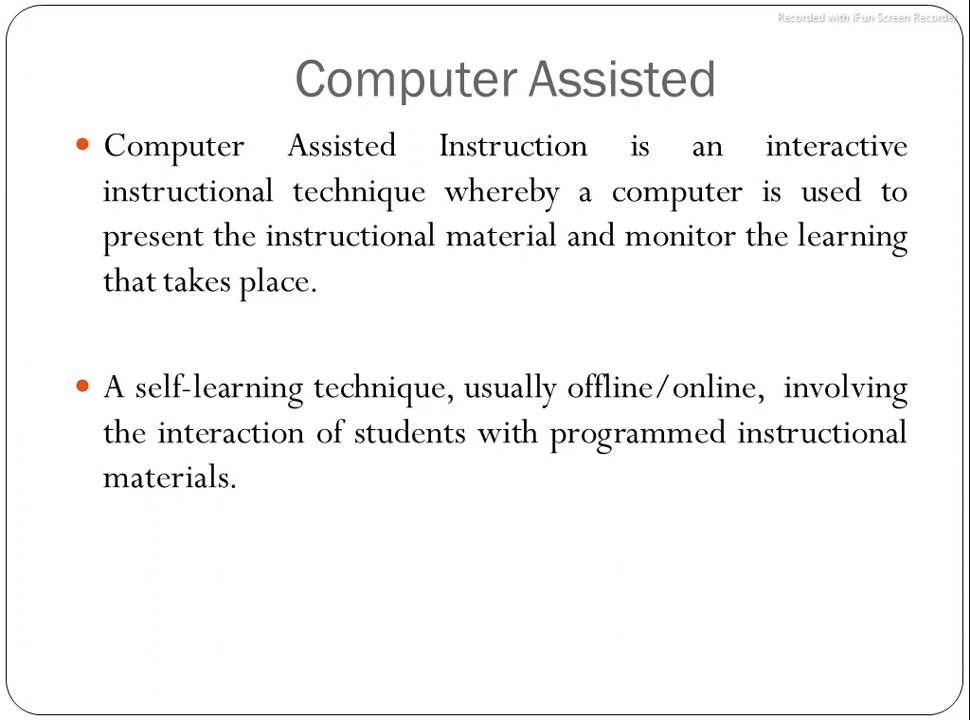 Recorded with iFun Screen Recorder
Computer Assisted
• Computer Assisted Instruction is an interactive
instructional technique whereby a computer is used to
present the instructional material and monitor the learning
that takes place.
• A self-learning technique, usually offline/online, involving
the interaction of students with programmed instructional
materials.